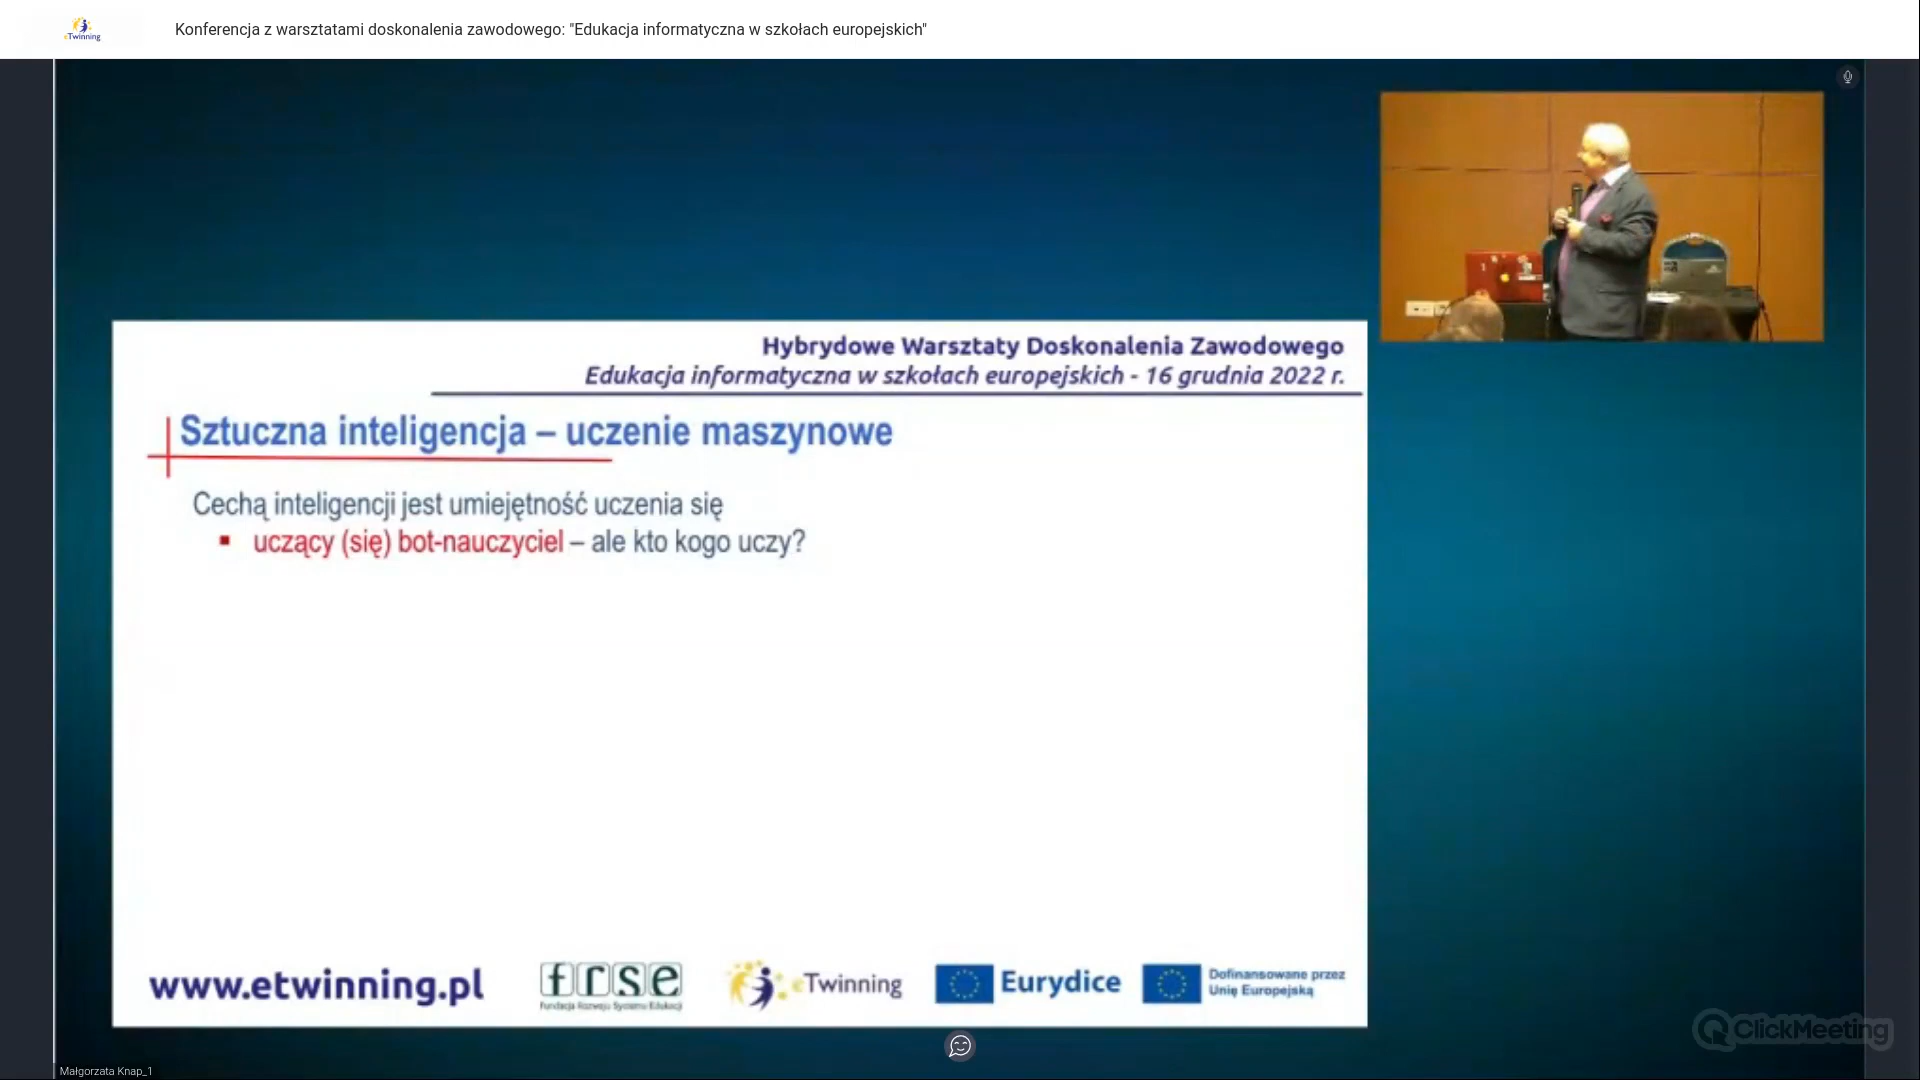 eTwinning
Konferencja z warsztatami doskonalenia zawodowego: "Edukacja informatyczna w szkołach europejskich"
Hybrydowe Warsztaty Doskonalenia Zawodowego
Edukacja informatyczna w szkołach europejskich - 16 grudnia 2022 r.
Sztuczna inteligencja – uczenie maszynowe
Cechą inteligencji jest umiejętność uczenia się
▪ uczący (się) bot-nauczyciel – ale kto kogo uczy?
www.etwinning.pl
frse
Fundacja Rozwoju Systemu Edukacji
eTwinning
Eurydice
Dofinansowane przez
Unię Europejską
ClickMeeting
Małgorzata Knap_1